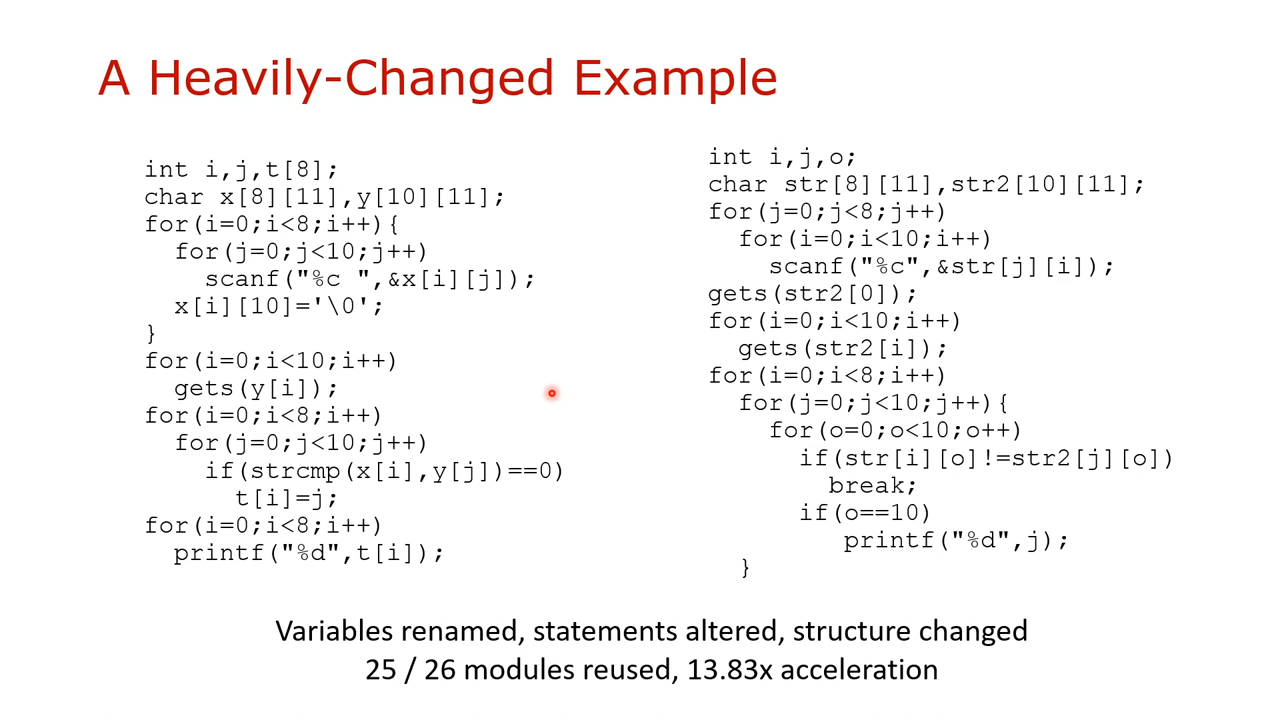 A Heavily-Changed Example
int i,j,t[8];
char x[8][11],y[10][11];
for(i=0;i<8;i++){
for(j=0;j<10;j++)
scanf("%c ",&x[i][j]);
x[i][10]='\0';
}
for(i=0;i<10;i++)
gets(y[i]);
for(i=0;i<8;i++)
for(j=0;j<10;j++)
if(strcmp(x[i],y[j])==0)
t[i]=j;
for(i=0;i<8;i++)
printf("%d",t[i]);
int i,j,o;
char str[8][11],str2[10][11];
for(j=0;j<8;j++)
for(i=0;i<10;i++)
scanf("%c",&str[j][i]);
gets(str2[0]);
for(i=0;i<10;i++)
gets(str2[i]);
for(i=0;i<8;i++)
for(j=0;j<10;j++){
for(o=0;o<10;o++)
if(str[i][o]!=str2[j][o])
break;
if(o==10)
printf("%d",j);
}
Variables renamed, statements altered, structure changed
25 / 26 modules reused, 13.83x acceleration